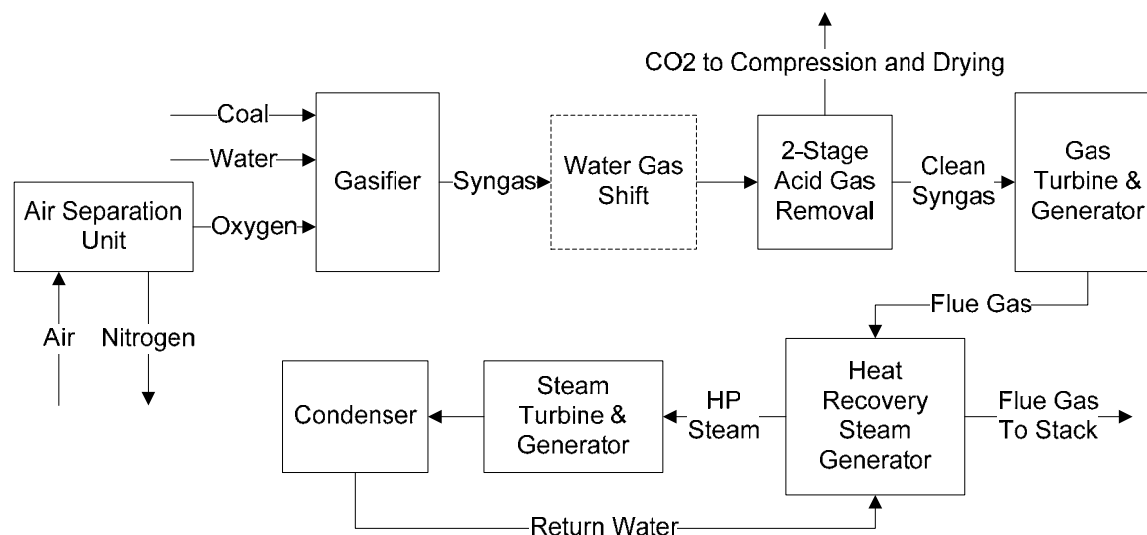 CO2 to Compression and Drying
Coal
Water
Air Separation
Unit
Oxygen
Gasifier
Syngas
Water Gas
Shift
2-Stage
Acid Gas
Removal
Clean
Syngas
Gas
Turbine &
Generator
Air
Nitrogen
Flue Gas
Condenser
Steam
Turbine &
Generator
HP
Steam
Heat
Recovery
Steam
Generator
Flue Gas
To Stack
Return Water